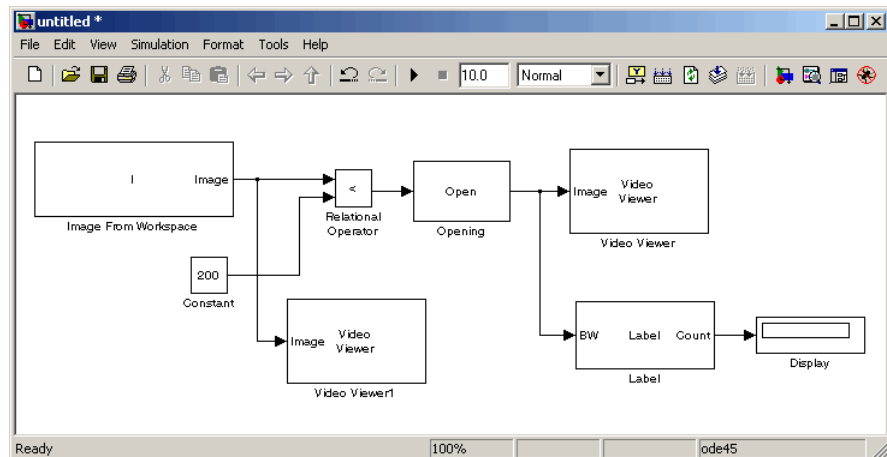 untitled *
File Edit View Simulation Format Tools Help
10.0 Normal
I Image
Image From Workspace
<
Relational
Operator
Open
Opening
Image Video
Viewer
Video Viewer
200
Constant
Image Video
Viewer
Video Viewer1
BW Label Count
Label
Display
Ready 100% ode45